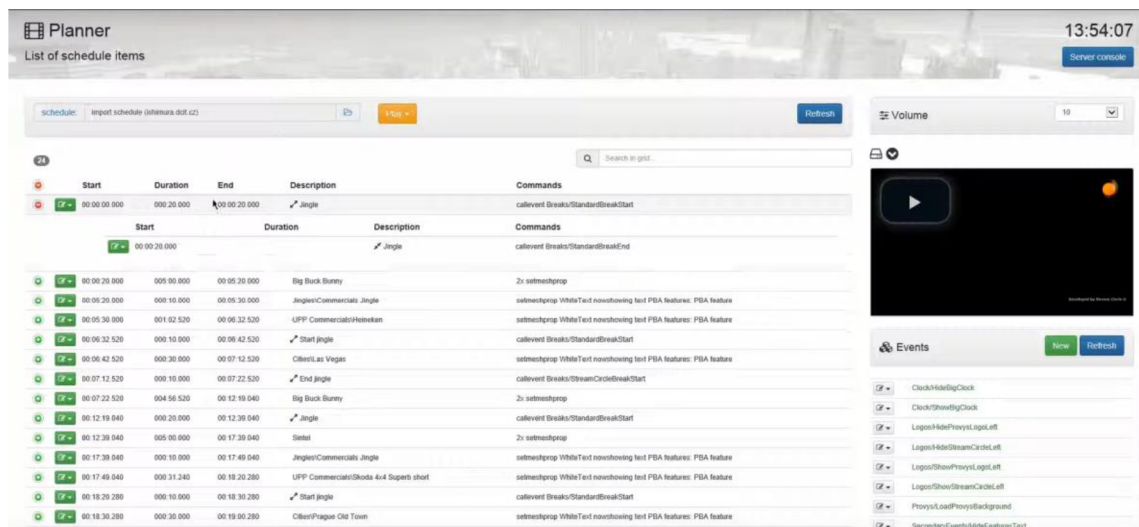 Planner
13:54:07
List of schedule items
Server console
schedule: Import schedule (ishimura.dcit.cz) Play Refresh
Volume 10
24 Search in grid
Start Duration End Description Commands
00:00:00.000 000:20.000 00:00:20.000 Jingle callevent Breaks/StandardBreakStart
Start Duration Description Commands
00:00:20.000 Jingle callevent Breaks/StandardBreakEnd
00:00:20.000 005:00.000 00:05:20.000 Big Buck Bunny 2x setmeshprop
00:05:20.000 000:10.000 00:05:30.000 Jingles\Commercials Jingle setmeshprop WhiteText nowshowing text PBA features: PBA feature
00:05:30.000 001:02.520 00:06:32.520 UPP Commercials\Heineken setmeshprop WhiteText nowshowing text PBA features: PBA feature
00:06:32.520 000:10.000 00:06:42.520 Start jingle callevent Breaks/StandardBreakStart
00:06:42.520 000:30.000 00:07:12.520 Cities\Las Vegas setmeshprop WhiteText nowshowing text PBA features: PBA feature
00:07:12.520 000:10.000 00:07:22.520 End jingle callevent Breaks/StreamCircleBreakStart
00:07:22.520 004:56.520 00:12:19.040 Big Buck Bunny 2x setmeshprop
00:12:19.040 000:20.000 00:12:39.040 Jingle callevent Breaks/StandardBreakStart
00:12:39.040 005:00.000 00:17:39.040 Sintel 2x setmeshprop
00:17:39.040 000:10.000 00:17:49.040 Jingles\Commercials Jingle setmeshprop WhiteText nowshowing text PBA features: PBA feature
00:17:49.040 000:31.240 00:18:20.280 UPP Commercials\Skoda 4x4 Superb short setmeshprop WhiteText nowshowing text PBA features: PBA feature
00:18:20.280 000:10.000 00:18:30.280 Start jingle callevent Breaks/StandardBreakStart
00:18:30.280 000:30.000 00:19:00.280 Cities\Prague Old Town setmeshprop WhiteText nowshowing text PBA features: PBA feature
Events New Refresh
Clock/HideBigClock
Clock/ShowBigClock
Logos/HideProvysLogoLeft
Logos/HideStreamCircleLeft
Logos/ShowProvysLogoLeft
Logos/ShowStreamCircleLeft
Provys/LoadProvysBackground
SecondaryEvents/HideFeaturesText